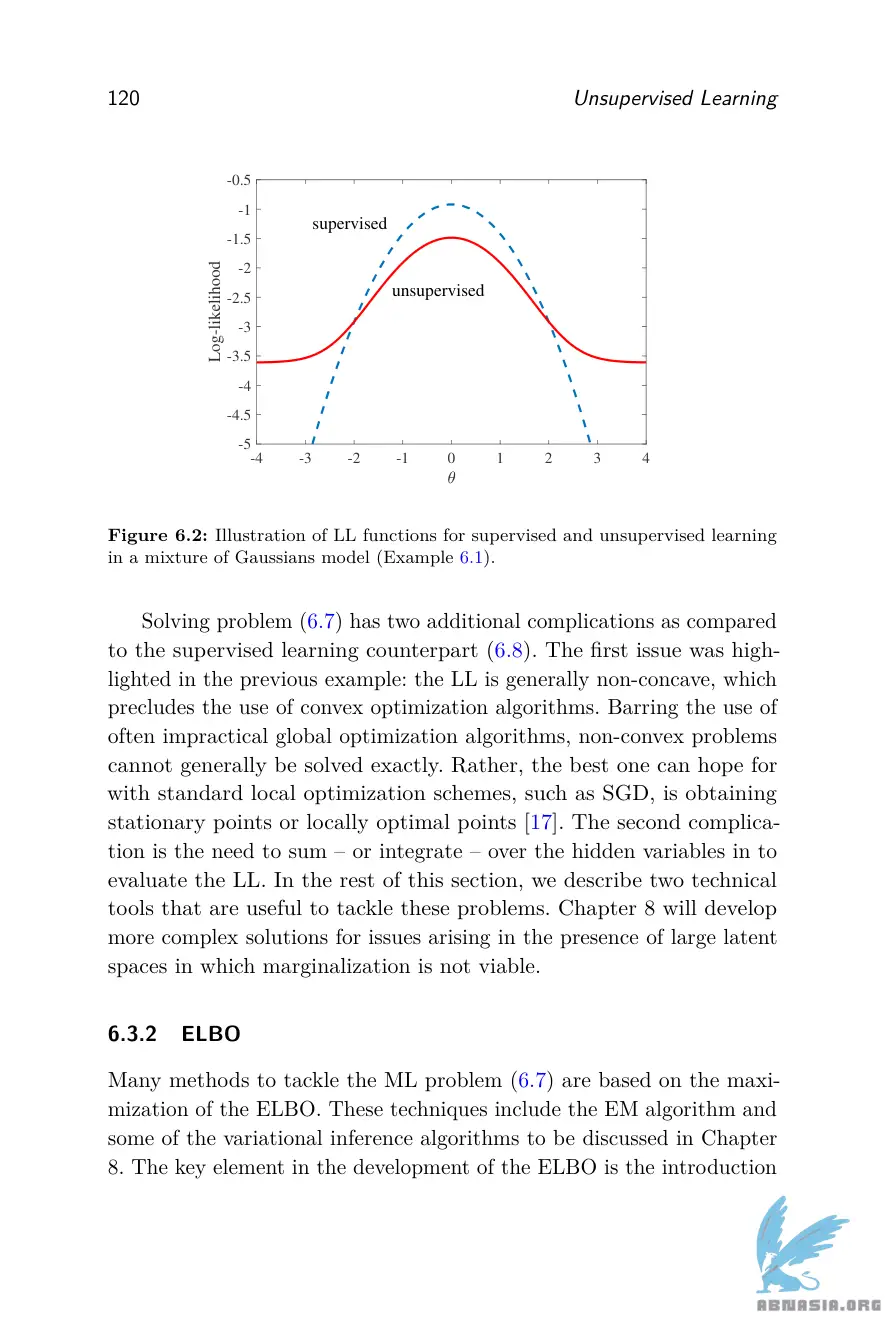 120 Unsupervised Learning
-0.5
-1
-1.5
-2
-2.5
-3
-3.5
-4
-4.5
-5
Log-likelihood
supervised
unsupervised
-4 -3 -2 -1 0 1 2 3 4
θ
Figure 6.2: Illustration of LL functions for supervised and unsupervised learning
in a mixture of Gaussians model (Example 6.1).
Solving problem (6.7) has two additional complications as compared
to the supervised learning counterpart (6.8). The first issue was high-
lighted in the previous example: the LL is generally non-concave, which
precludes the use of convex optimization algorithms. Barring the use of
often impractical global optimization algorithms, non-convex problems
cannot generally be solved exactly. Rather, the best one can hope for
with standard local optimization schemes, such as SGD, is obtaining
stationary points or locally optimal points [17]. The second complica-
tion is the need to sum – or integrate – over the hidden variables in to
evaluate the LL. In the rest of this section, we describe two technical
tools that are useful to tackle these problems. Chapter 8 will develop
more complex solutions for issues arising in the presence of large latent
spaces in which marginalization is not viable.
6.3.2 ELBO
Many methods to tackle the ML problem (6.7) are based on the maxi-
mization of the ELBO. These techniques include the EM algorithm and
some of the variational inference algorithms to be discussed in Chapter
8. The key element in the development of the ELBO is the introduction
ABNASIA.ORG